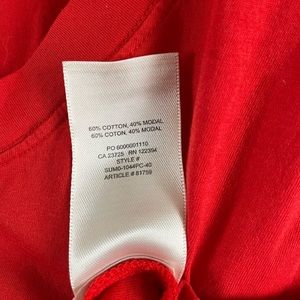 60% COTTON, 40% MODAL
60% COTON, 40% MODAL
PO 6000001110
CA 23725 RN 122394
STYLE #
SUM0-1044PC-40
ARTICLE # 81759